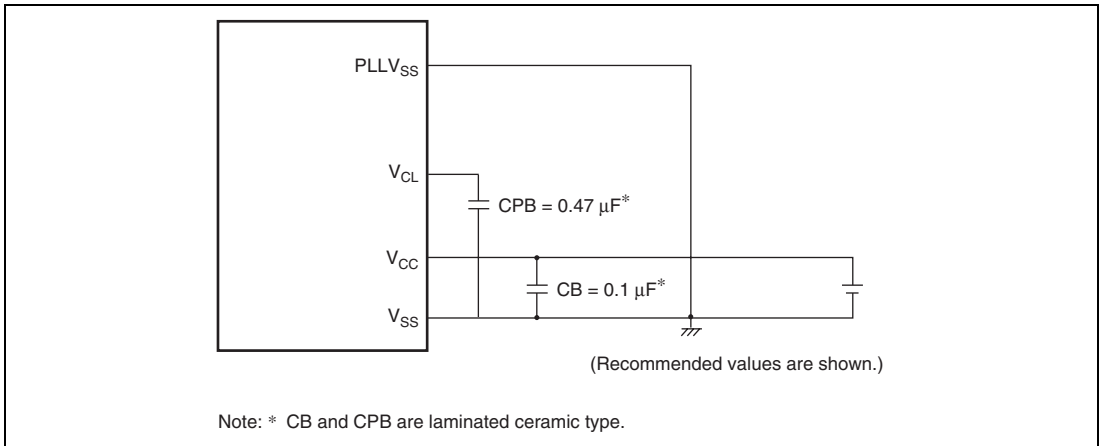 PLLVSS
VCL
CPB = 0.47 μF*
VCC
CB = 0.1 μF*
VSS
(Recommended values are shown.)
Note: * CB and CPB are laminated ceramic type.